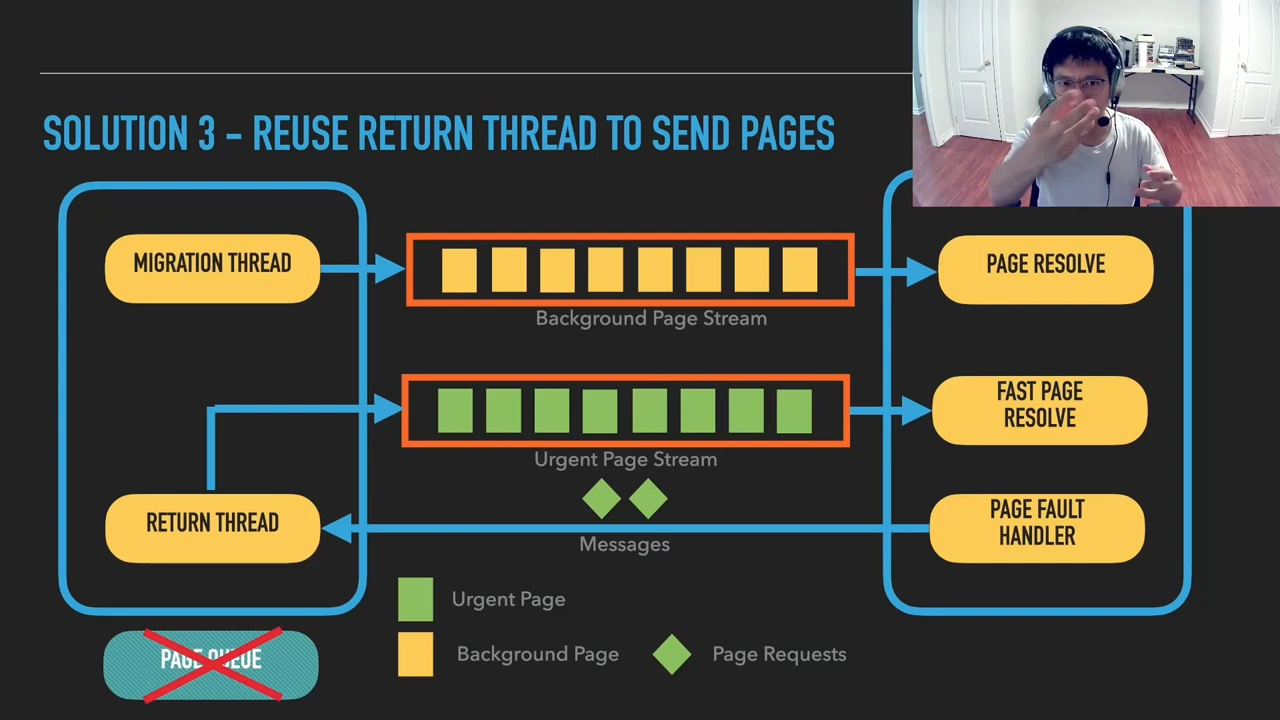 SOLUTION 3 - REUSE RETURN THREAD TO SEND PAGES
MIGRATION THREAD
PAGE RESOLVE
Background Page Stream
FAST PAGE
RESOLVE
Urgent Page Stream
RETURN THREAD
PAGE FAULT
HANDLER
Messages
Urgent Page
PAGE QUEUE
Background Page
Page Requests